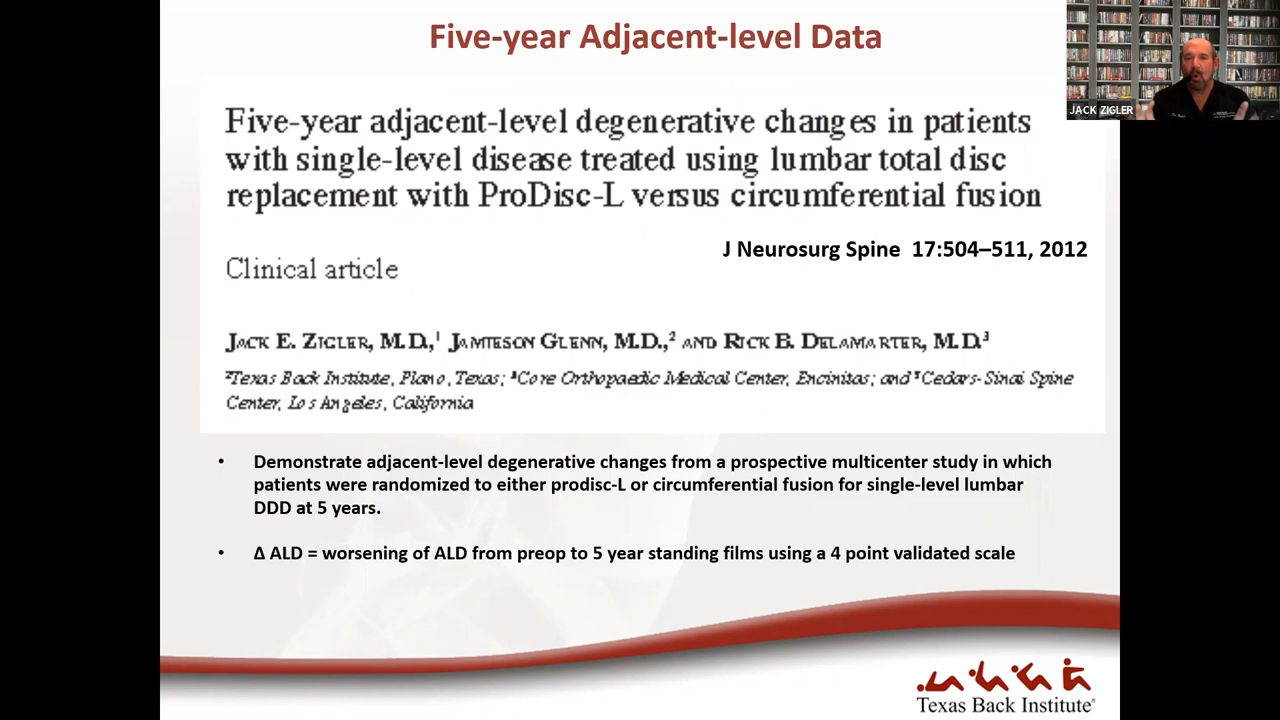 Five-year Adjacent-level Data
JACK ZIGLER
Five-year adjacent-level degenerative changes in patients
with single-level disease treated using lumbar total disc
replacement with ProDisc-L versus circumferential fusion
J Neurosurg Spine 17:504–511, 2012
Clinical article
JACK E. ZIGLER, M.D.,¹ JAMIESON GLENN, M.D.,² AND RICK B. DELAMARTER, M.D.³
Texas Back Institute, Plano, Texas; Core Orthopaedic Medical Center, Encinitas; and ³Cedars-Sinai Spine
Center, Los Angeles, California
• Demonstrate adjacent-level degenerative changes from a prospective multicenter study in which
patients were randomized to either prodisc-L or circumferential fusion for single-level lumbar
DDD at 5 years.
• Δ ALD = worsening of ALD from preop to 5 year standing films using a 4 point validated scale
Texas Back Institute®